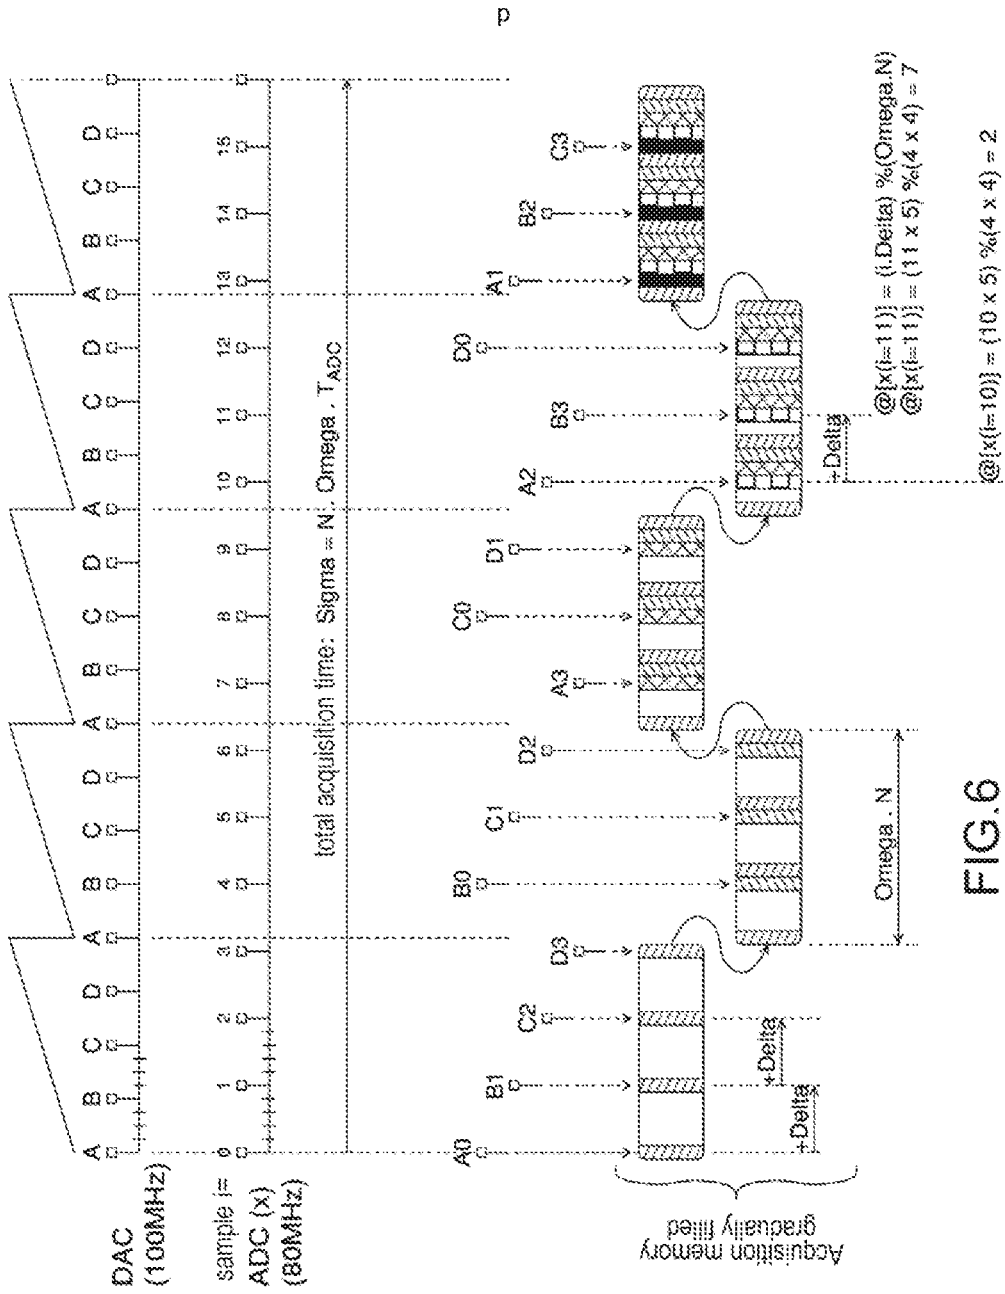 p
DAC
(100MHz)
A B C D A B C D A B C D A B C D A B C D
sample i=
0 1 2 3 4 5 6 7 8 9 10 11 12 13 14 15
ADC (x)
(80MHz)
total acquisition time: Sigma = N . Omega . T_ADC
A0 B0 C0 D0
B1 C1 D1 A1
C2 D2 A2 B2
D3 A3 B3 C3
Acquisition memory
gradually filled
+Delta
+Delta
+Delta
Omega . N
@[x(i=11)] = (i.Delta) %(Omega.N)
@[x(i=11)] = (11 x 5) %(4 x 4) = 7
@[x(i=10)] = (10 x 5) %(4 x 4) = 2
FIG.6